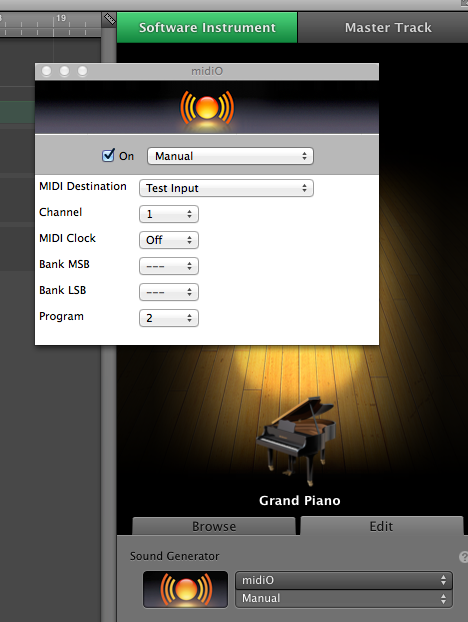 19
Software Instrument
Master Track
midiO
On
Manual
MIDI Destination
Test Input
Channel
1
MIDI Clock
Off
Bank MSB
---
Bank LSB
---
Program
2
Grand Piano
Browse
Edit
Sound Generator
?
midiO
Manual